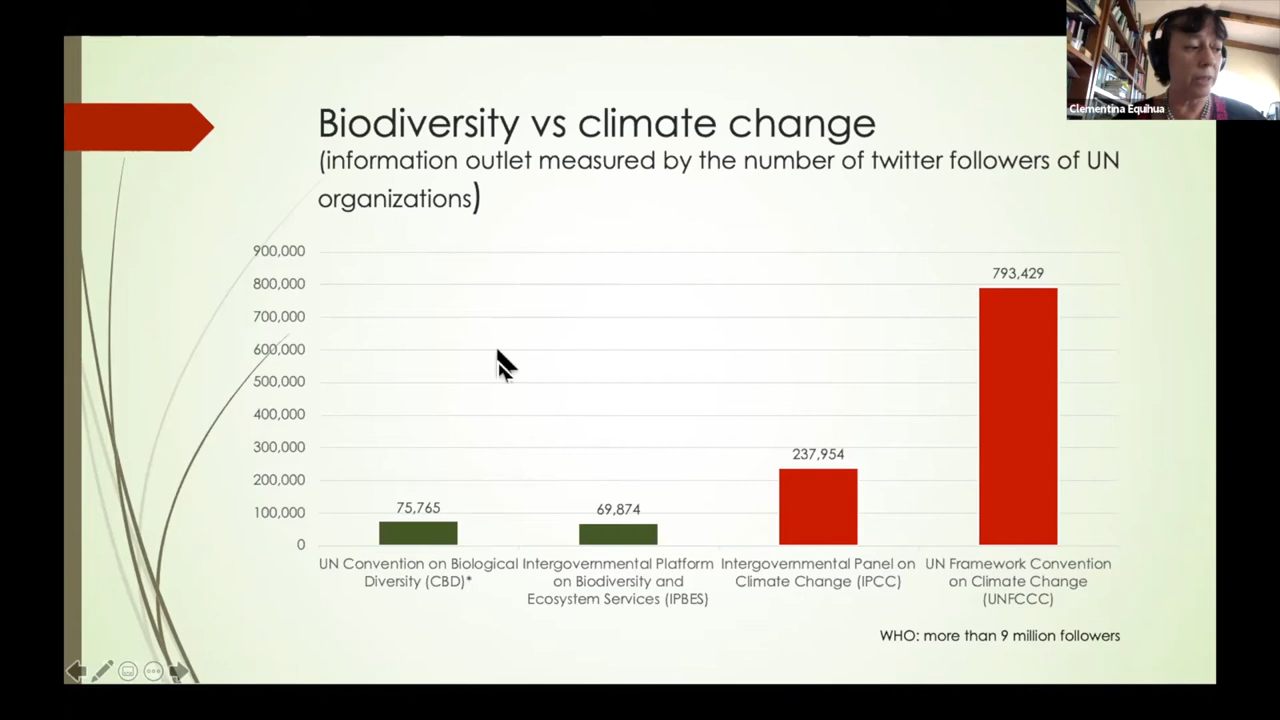 Clementina Equihua
Biodiversity vs climate change
(information outlet measured by the number of twitter followers of UN
organizations)
900,000
800,000
700,000
600,000
500,000
400,000
300,000
200,000
100,000
0
75,765
69,874
237,954
793,429
UN Convention on Biological
Diversity (CBD)*
Intergovernmental Platform
on Biodiversity and
Ecosystem Services (IPBES)
Intergovernmental Panel on
Climate Change (IPCC)
UN Framework Convention
on Climate Change
(UNFCCC)
WHO: more than 9 million followers